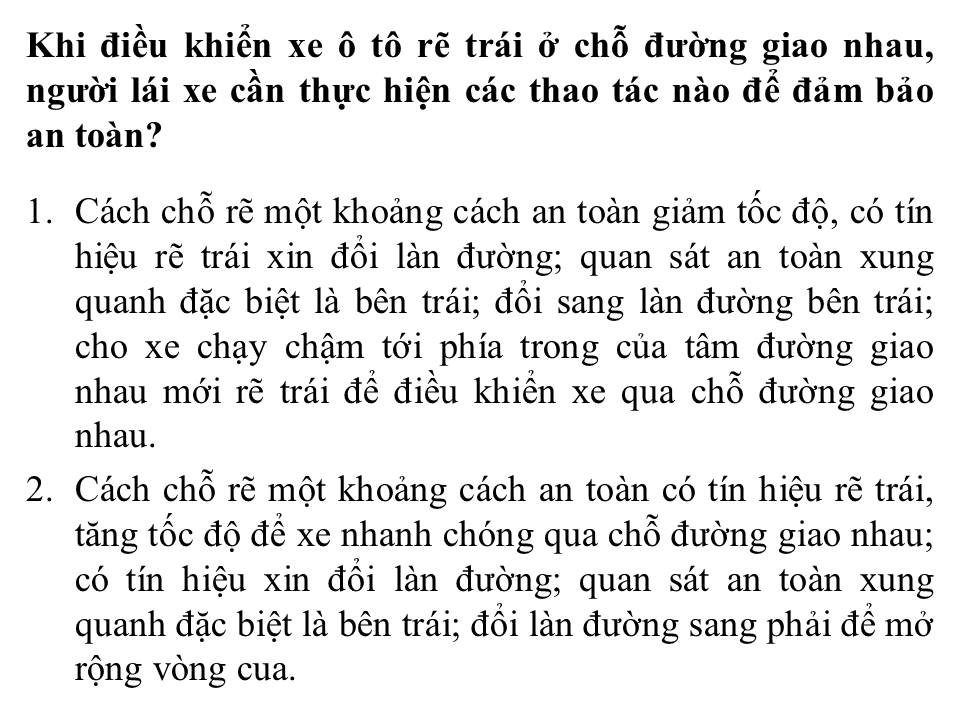 Khi điều khiển xe ô tô rẽ trái ở chỗ đường giao nhau,
người lái xe cần thực hiện các thao tác nào để đảm bảo
an toàn?
1. Cách chỗ rẽ một khoảng cách an toàn giảm tốc độ, có tín
hiệu rẽ trái xin đổi làn đường; quan sát an toàn xung
quanh đặc biệt là bên trái; đổi sang làn đường bên trái;
cho xe chạy chậm tới phía trong của tâm đường giao
nhau mới rẽ trái để điều khiển xe qua chỗ đường giao
nhau.
2. Cách chỗ rẽ một khoảng cách an toàn có tín hiệu rẽ trái,
tăng tốc độ để xe nhanh chóng qua chỗ đường giao nhau;
có tín hiệu xin đổi làn đường; quan sát an toàn xung
quanh đặc biệt là bên trái; đổi làn đường sang phải để mở
rộng vòng cua.